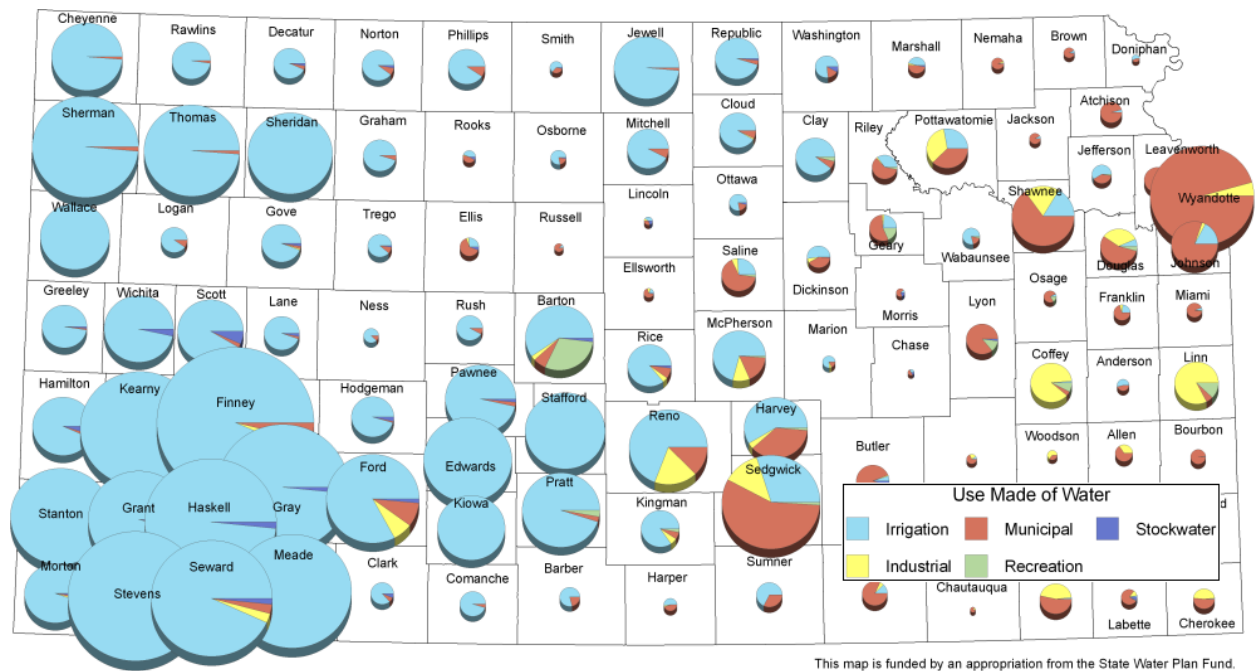 Cheyenne
Rawlins
Decatur
Norton
Phillips
Smith
Jewell
Republic
Washington
Marshall
Nemaha
Brown
Doniphan
Sherman
Thomas
Sheridan
Graham
Rooks
Osborne
Mitchell
Cloud
Clay
Riley
Pottawatomie
Jackson
Atchison
Jefferson
Leavenworth
Wyandotte
Wallace
Logan
Gove
Trego
Ellis
Russell
Lincoln
Ottawa
Saline
Dickinson
Geary
Wabaunsee
Shawnee
Douglas
Johnson
Greeley
Wichita
Scott
Lane
Ness
Rush
Barton
Ellsworth
Rice
McPherson
Marion
Morris
Chase
Lyon
Osage
Franklin
Miami
Hamilton
Kearny
Finney
Hodgeman
Pawnee
Stafford
Reno
Harvey
Sedgwick
Butler
Coffey
Anderson
Linn
Woodson
Allen
Bourbon
Stanton
Grant
Haskell
Gray
Ford
Edwards
Kiowa
Pratt
Kingman
Morton
Stevens
Seward
Meade
Clark
Comanche
Barber
Harper
Sumner
Chautauqua
Labette
Cherokee
Use Made of Water
Irrigation Municipal Stockwater
Industrial Recreation
This map is funded by an appropriation from the State Water Plan Fund.